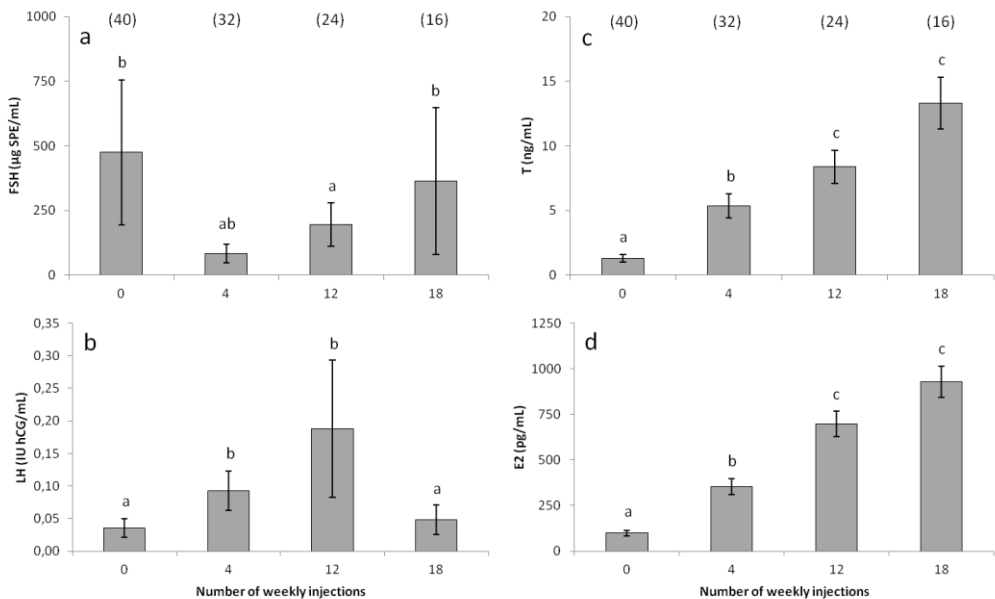 (40) (32) (24) (16)
a
1000
750
500
250
0
FSH (µg SPE/mL)
b ab a b
0 4 12 18
(40) (32) (24) (16)
c
20
15
10
5
0
T (ng/mL)
a b c c
0 4 12 18
b
0,35
0,30
0,25
0,20
0,15
0,10
0,05
0,00
LH (IU hCG/mL)
a b b a
0 4 12 18
Number of weekly injections
d
1250
1000
750
500
250
0
E2 (pg/mL)
a b c c
0 4 12 18
Number of weekly injections